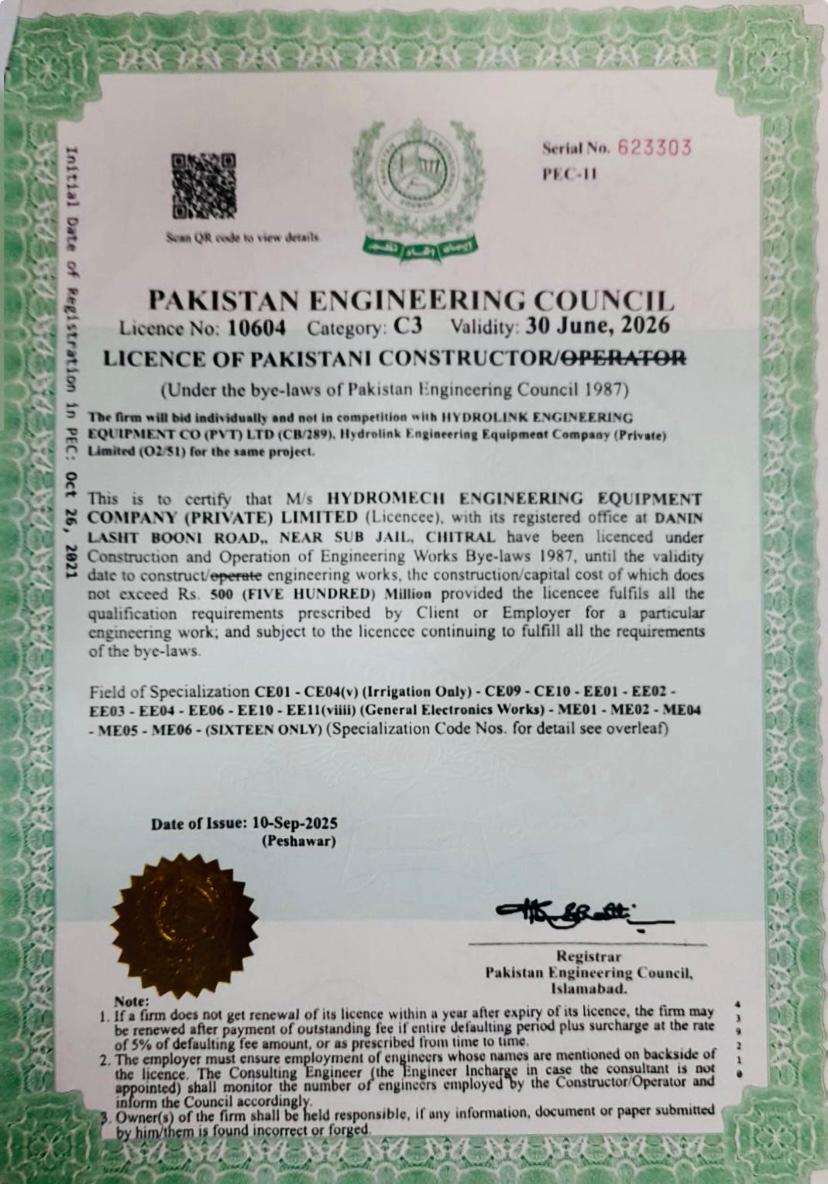 Serial No. 623303
PEC-11
Scan QR code to view details
PAKISTAN ENGINEERING COUNCIL
ایمان اتحاد نظم
PAKISTAN ENGINEERING COUNCIL
Licence No: 10604 Category: C3 Validity: 30 June, 2026
LICENCE OF PAKISTANI CONSTRUCTOR/OPERATOR
(Under the bye-laws of Pakistan Engineering Council 1987)
The firm will bid individually and not in competition with HYDROLINK ENGINEERING
EQUIPMENT CO (PVT) LTD (CB/289), Hydrolink Engineering Equipment Company (Private)
Limited (O2/51) for the same project.
Initial Date of Registration in PEC: Oct 26, 2021
This is to certify that M/s HYDROMECH ENGINEERING EQUIPMENT
COMPANY (PRIVATE) LIMITED (Licencee), with its registered office at DANIN
LASHT BOONI ROAD,, NEAR SUB JAIL, CHITRAL have been licenced under
Construction and Operation of Engineering Works Bye-laws 1987, until the validity
date to construct/operate engineering works, the construction/capital cost of which does
not exceed Rs. 500 (FIVE HUNDRED) Million provided the licencee fulfils all the
qualification requirements prescribed by Client or Employer for a particular
engineering work; and subject to the licencee continuing to fulfill all the requirements
of the bye-laws.
Field of Specialization CE01 - CE04(v) (Irrigation Only) - CE09 - CE10 - EE01 - EE02 -
EE03 - EE04 - EE06 - EE10 - EE11(viiii) (General Electronics Works) - ME01 - ME02 - ME04
- ME05 - ME06 - (SIXTEEN ONLY) (Specialization Code Nos. for detail see overleaf)
Date of Issue: 10-Sep-2025
(Peshawar)
Registrar
Pakistan Engineering Council,
Islamabad.
Note:
1. If a firm does not get renewal of its licence within a year after expiry of its licence, the firm may
be renewed after payment of outstanding fee if entire defaulting period plus surcharge at the rate
of 5% of defaulting fee amount, or as prescribed from time to time.
2. The employer must ensure employment of engineers whose names are mentioned on backside of
the licence. The Consulting Engineer (the Engineer Incharge in case the consultant is not
appointed) shall monitor the number of engineers employed by the Constructor/Operator and
inform the Council accordingly.
3. Owner(s) of the firm shall be held responsible, if any information, document or paper submitted
by him/them is found incorrect or forged.